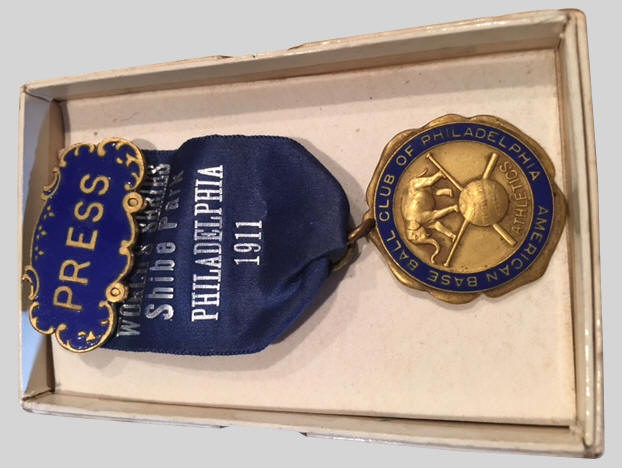 PRESS
WORLD'S SERIES
Shibe Park
PHILADELPHIA
1911
AMERICAN BASE BALL CLUB OF PHILADELPHIA
ATHLETICS